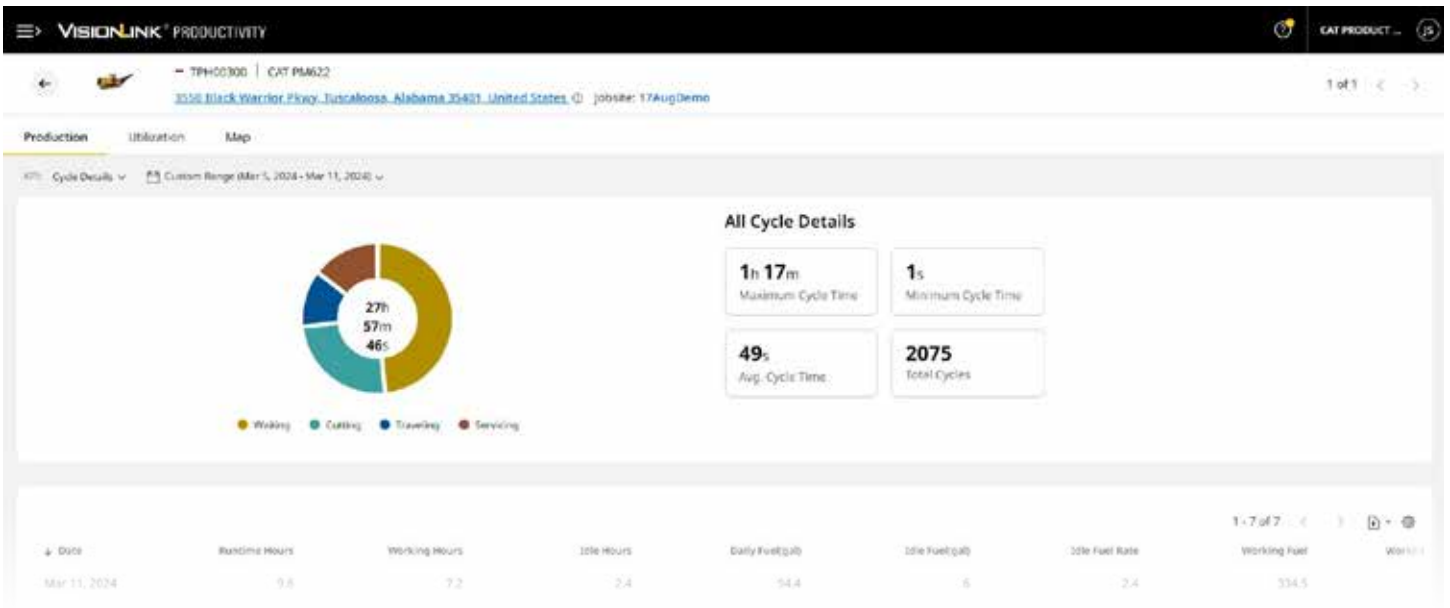 VISIONLINK® PRODUCTIVITY
CAT PRODUCT ...
JS
TPH00300 | CAT PM622
3550 Black Warrior Pkwy, Tuscaloosa, Alabama 35401, United States
Jobsite: 17AugDemo
1 of 1
Production
Utilization
Map
Cycle Details
Custom Range (Mar 5, 2024 - Mar 11, 2024)
27h
57m
46s
Waiting
Cutting
Traveling
Servicing
All Cycle Details
1h 17m
Maximum Cycle Time
1s
Minimum Cycle Time
49s
Avg. Cycle Time
2075
Total Cycles
1 - 7 of 7
Date
Runtime Hours
Working Hours
Idle Hours
Daily Fuel(gal)
Idle Fuel(gal)
Idle Fuel Rate
Working Fuel
Mar 11, 2024
9.6
7.2
2.4
94.4
6
2.4
334.5